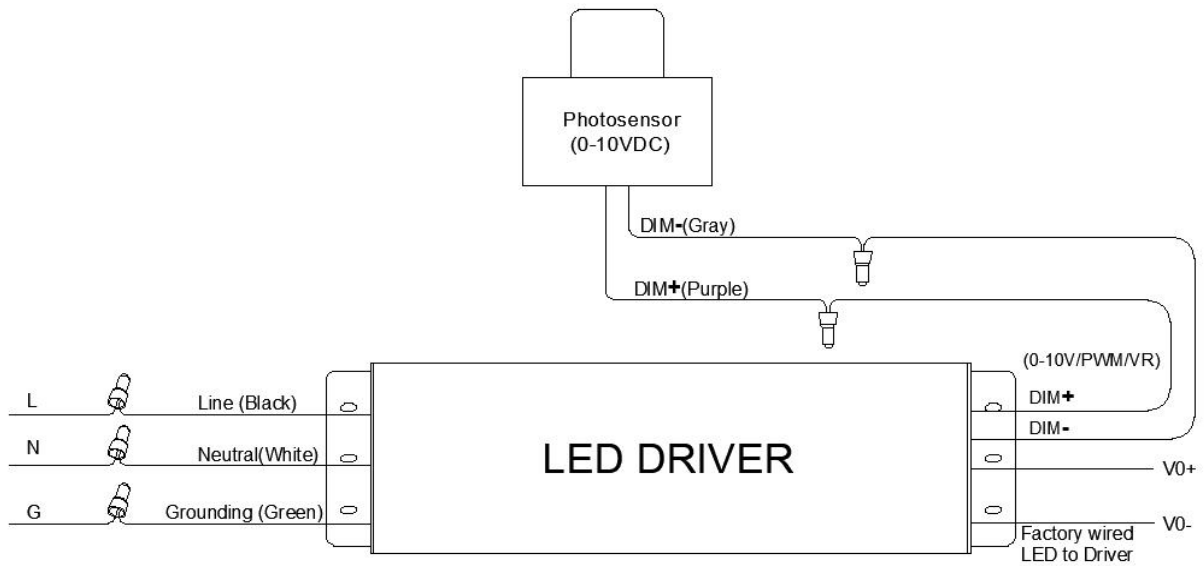 Photosensor
(0-10VDC)
DIM-(Gray)
DIM+(Purple)
(0-10V/PWM/VR)
L
Line (Black)
DIM+
DIM-
N
Neutral(White)
LED DRIVER
V0+
G
Grounding (Green)
V0-
Factory wired
LED to Driver